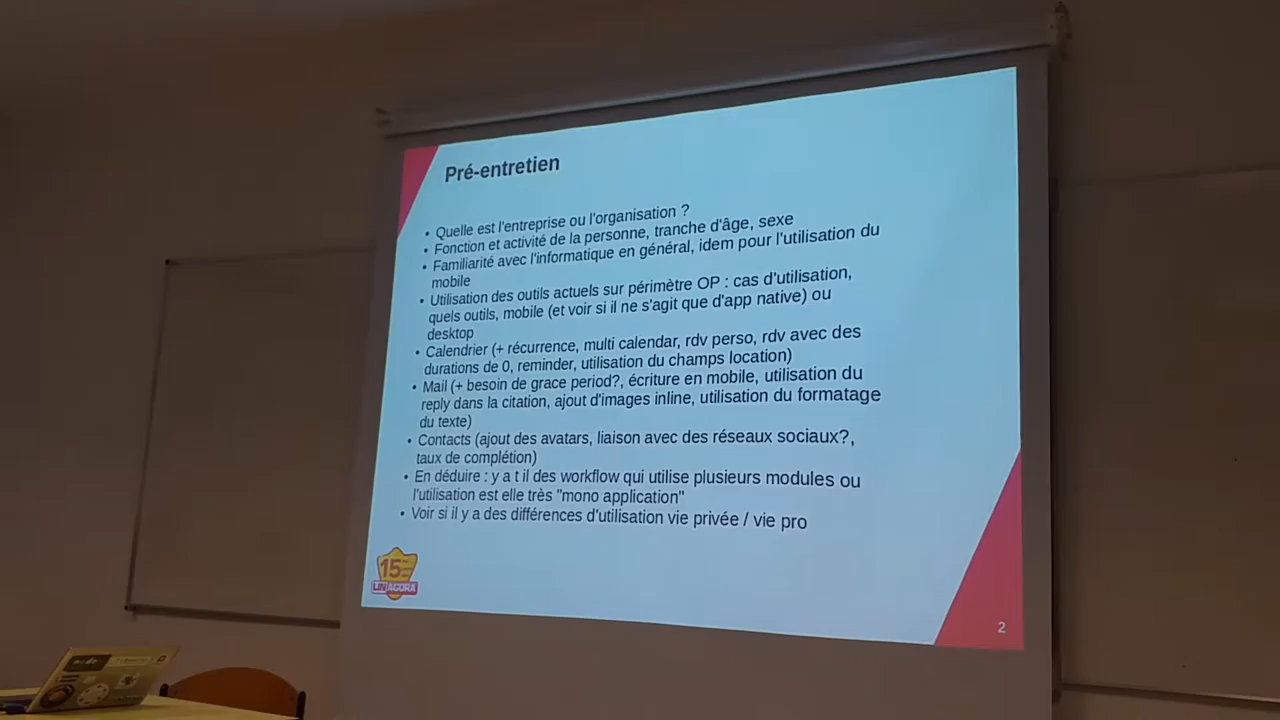 Pré-entretien
• Quelle est l'entreprise ou l'organisation ?
• Fonction et activité de la personne, tranche d'âge, sexe
• Familiarité avec l'informatique en général, idem pour l'utilisation du
mobile
• Utilisation des outils actuels sur périmètre OP : cas d'utilisation,
quels outils, mobile (et voir si il ne s'agit que d'app native) ou
desktop
• Calendrier (+ récurrence, multi calendar, rdv perso, rdv avec des
durations de 0, reminder, utilisation du champs location)
• Mail (+ besoin de grace period?, écriture en mobile, utilisation du
reply dans la citation, ajout d'images inline, utilisation du formatage
du texte)
• Contacts (ajout des avatars, liaison avec des réseaux sociaux?,
taux de complétion)
• En déduire : y a t il des workflow qui utilise plusieurs modules ou
l'utilisation est elle très "mono application"
• Voir si il y a des différences d'utilisation vie privée / vie pro
15
LINAGORA
2